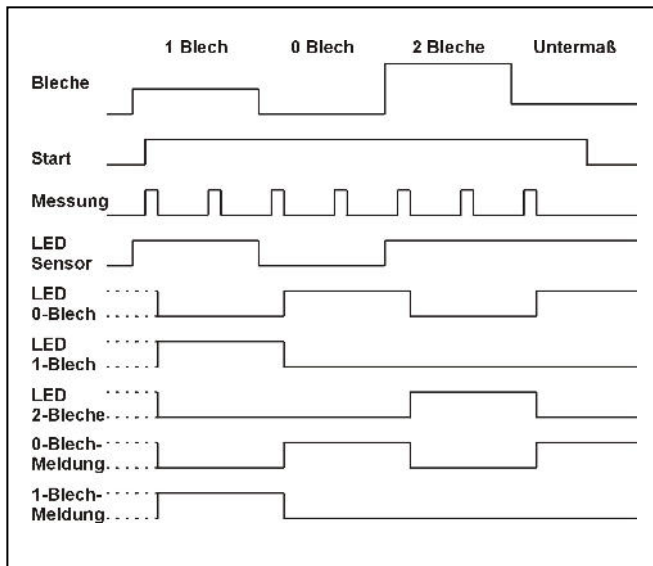 1 Blech 0 Blech 2 Bleche Untermaß
Bleche
Start
Messung
LED
Sensor
LED
0-Blech
LED
1-Blech
LED
2-Bleche
0-Blech-
Meldung
1-Blech-
Meldung